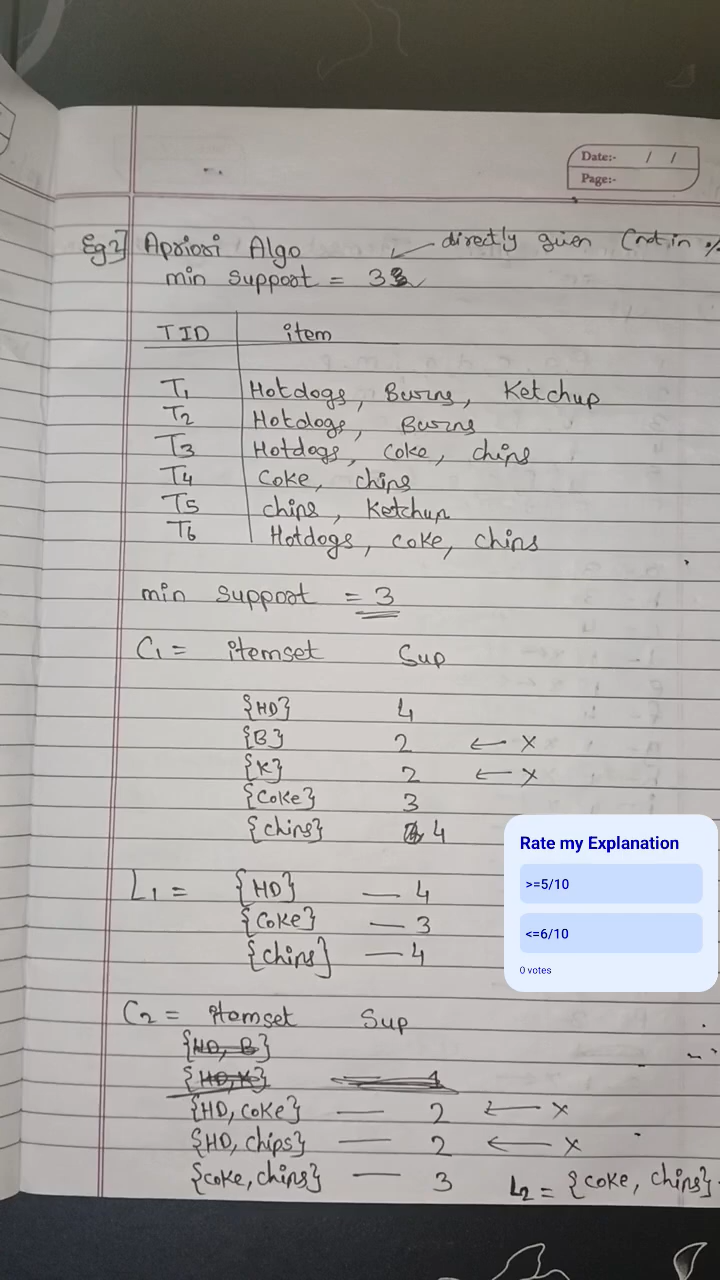 Date:- / /
Page:-
Eg2] Apriori Algo ← directly given (not in %
min support = 3
TID item
T1 Hotdogs, Buns, Ketchup
T2 Hotdogs, Buns
T3 Hotdogs, Coke, chips
T4 Coke, chips
T5 chips, Ketchup
T6 Hotdogs, Coke, Chips
min support = 3
C1 = itemset Sup
{HD} 4
{B} 2 ← x
{K} 2 ← x
{Coke} 3
{chips} 4
L1 = {HD} — 4
{Coke} — 3
{chips} — 4
C2 = itemset Sup
{HD, B}
{HD, K} — 1
{HD, Coke} — 2 ← x
{HD, chips} — 2 ← x
{Coke, chips} — 3 L2 = {Coke, chips}
Rate my Explanation
>=5/10
<=6/10
0 votes